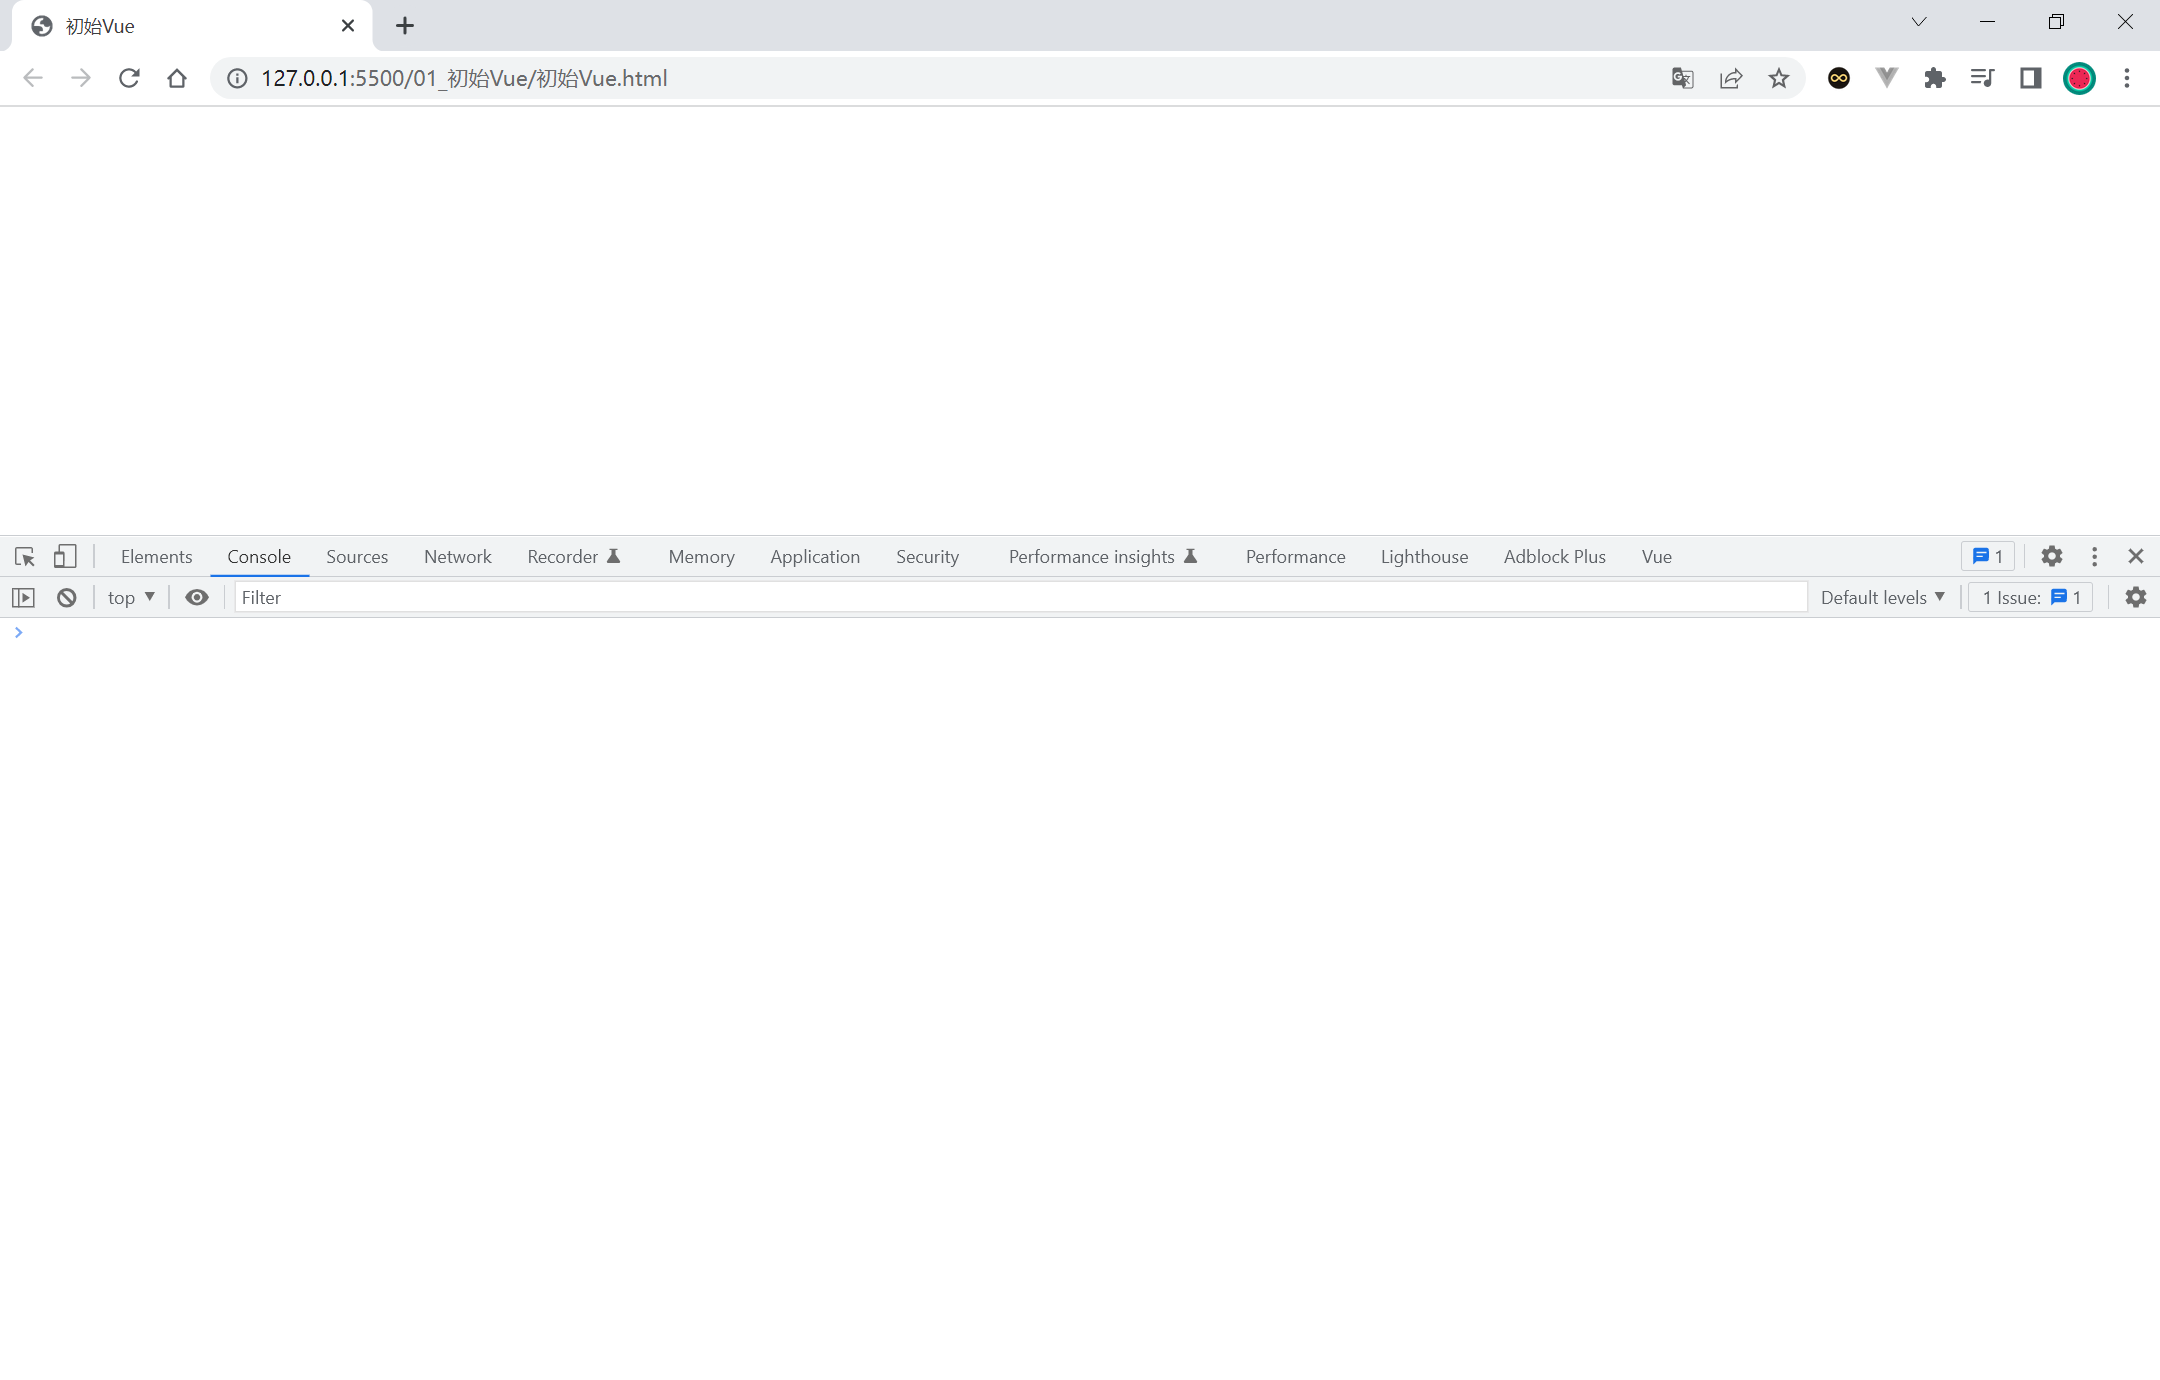 初始Vue
127.0.0.1:5500/01_初始Vue/初始Vue.html
Elements Console Sources Network Recorder Memory Application Security Performance insights Performance Lighthouse Adblock Plus Vue 1
top Filter Default levels 1 Issue: 1